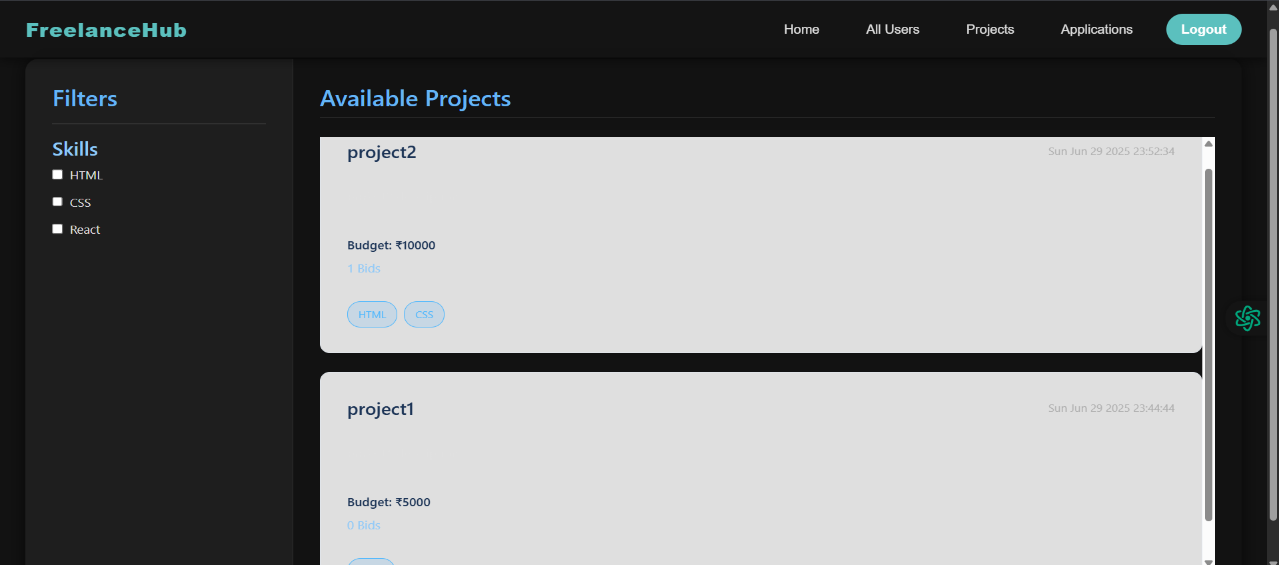 FreelanceHub
Home All Users Projects Applications Logout
Filters
Skills
HTML
CSS
React
Available Projects
project2 Sun Jun 29 2025 23:52:34
Budget: ₹10000
1 Bids
HTML CSS
project1 Sun Jun 29 2025 23:44:44
Budget: ₹5000
0 Bids